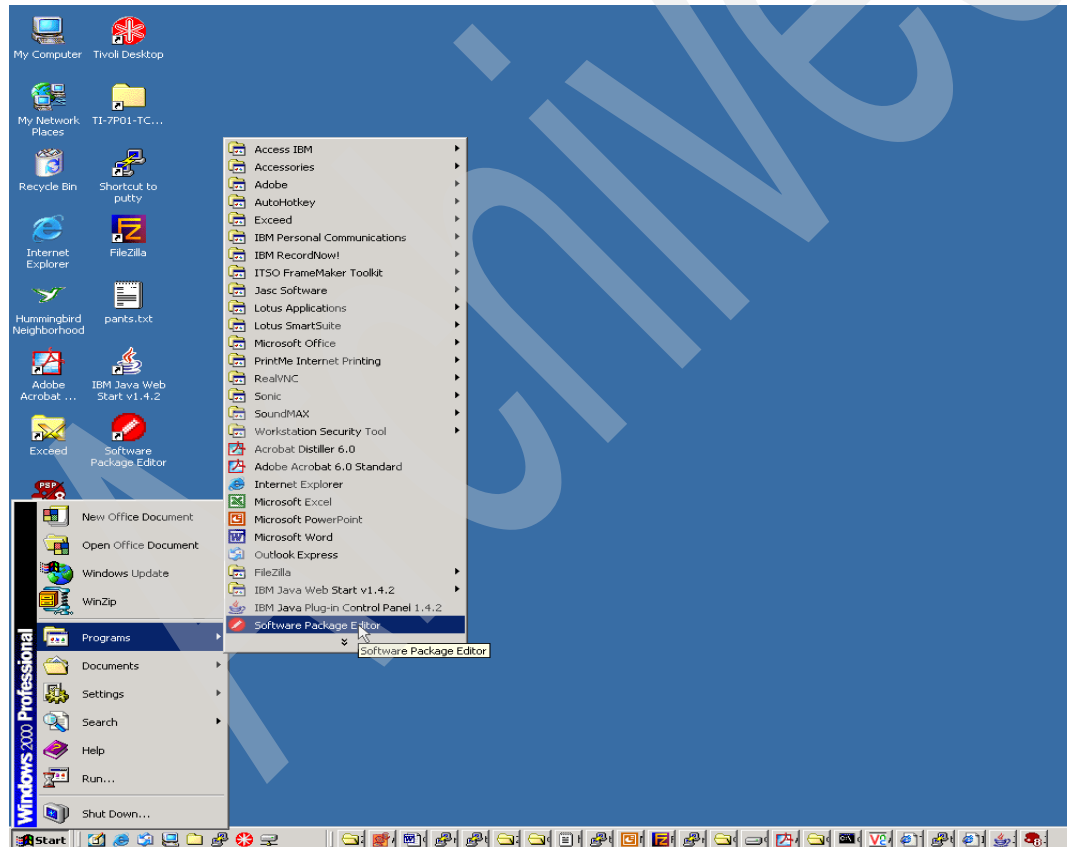 My Computer
Tivoli Desktop
My Network Places
TI-7P01-TC...
Recycle Bin
Shortcut to putty
Internet Explorer
FileZilla
Hummingbird Neighborhood
pants.txt
Adobe Acrobat ...
IBM Java Web Start v1.4.2
Exceed
Software Package Editor
PSP
8
Access IBM
Accessories
Adobe
AutoHotkey
Exceed
IBM Personal Communications
IBM RecordNow!
ITSO FrameMaker Toolkit
Jasc Software
Lotus Applications
Lotus SmartSuite
Microsoft Office
PrintMe Internet Printing
RealVNC
Sonic
SoundMAX
Workstation Security Tool
Acrobat Distiller 6.0
Adobe Acrobat 6.0 Standard
Internet Explorer
Microsoft Excel
Microsoft PowerPoint
Microsoft Word
Outlook Express
FileZilla
IBM Java Web Start v1.4.2
IBM Java Plug-in Control Panel 1.4.2
Software Package Editor
Software Package Editor
New Office Document
Open Office Document
Windows Update
WinZip
Programs
Documents
Settings
Search
Help
Run...
Shut Down...
Windows 2000 Professional
Start